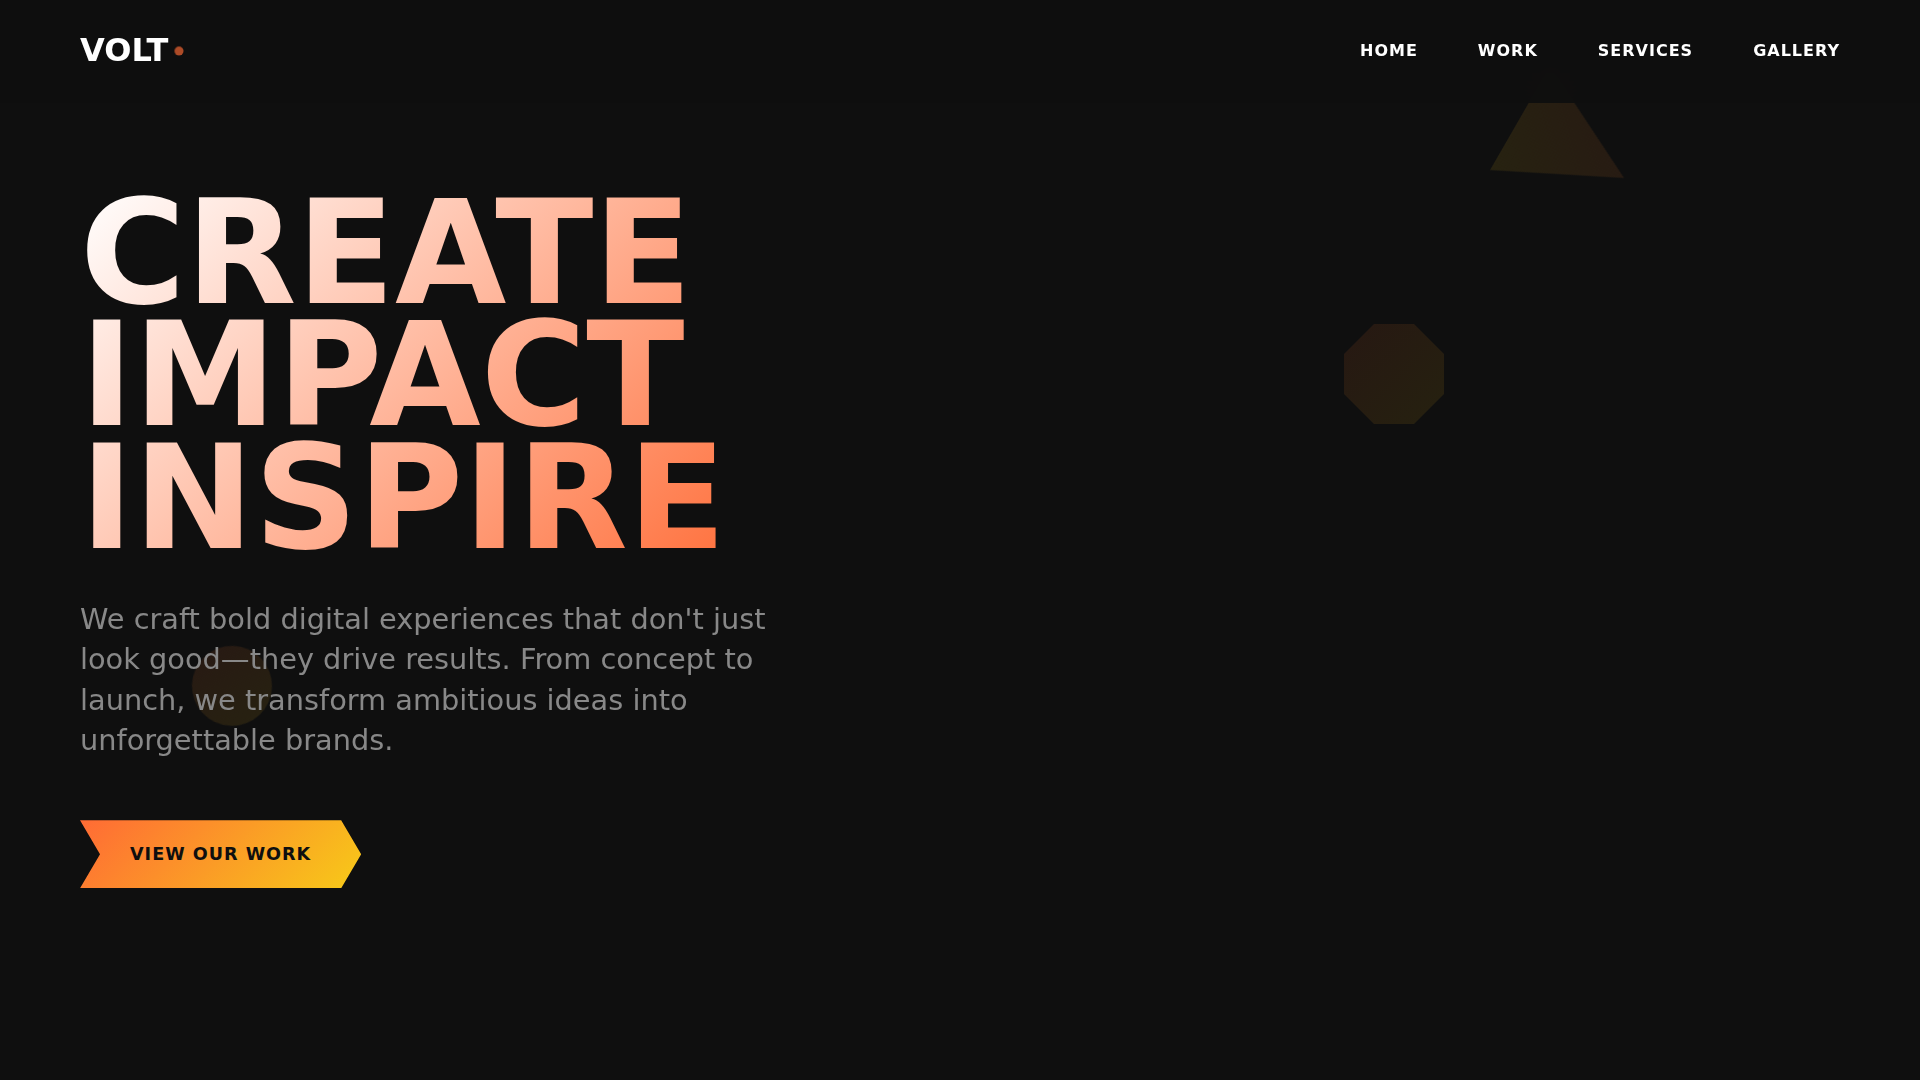 VOLT
HOME WORK SERVICES GALLERY
CREATE
IMPACT
INSPIRE
We craft bold digital experiences that don't just
look good—they drive results. From concept to
launch, we transform ambitious ideas into
unforgettable brands.
VIEW OUR WORK